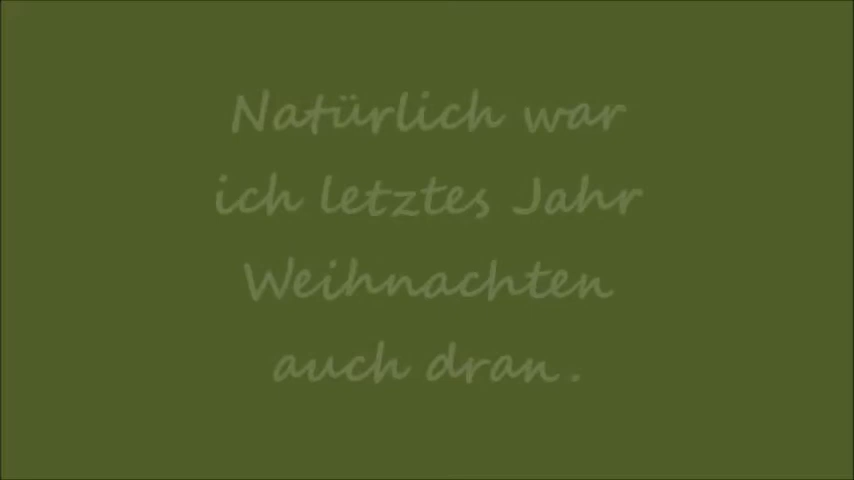 Natürlich war
ich letztes Jahr
Weihnachten
auch dran.